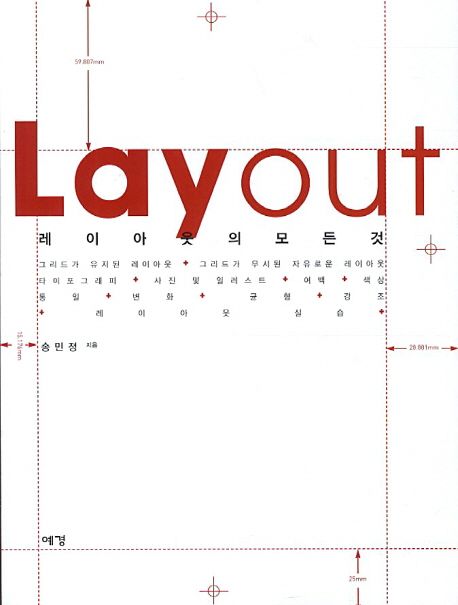 59.887mm
Layout
레이아웃의모든것
그리드가 유지된 레이아웃 + 그리드가 무시된 자유로운 레이아웃
타이포그래피 + 사진 및 일러스트 + 여백 + 색상
통일 + 변화 + 균형 + 강조
+ 레이아웃 실습 +
송민정 지음
15.176mm
20.801mm
예경
25mm